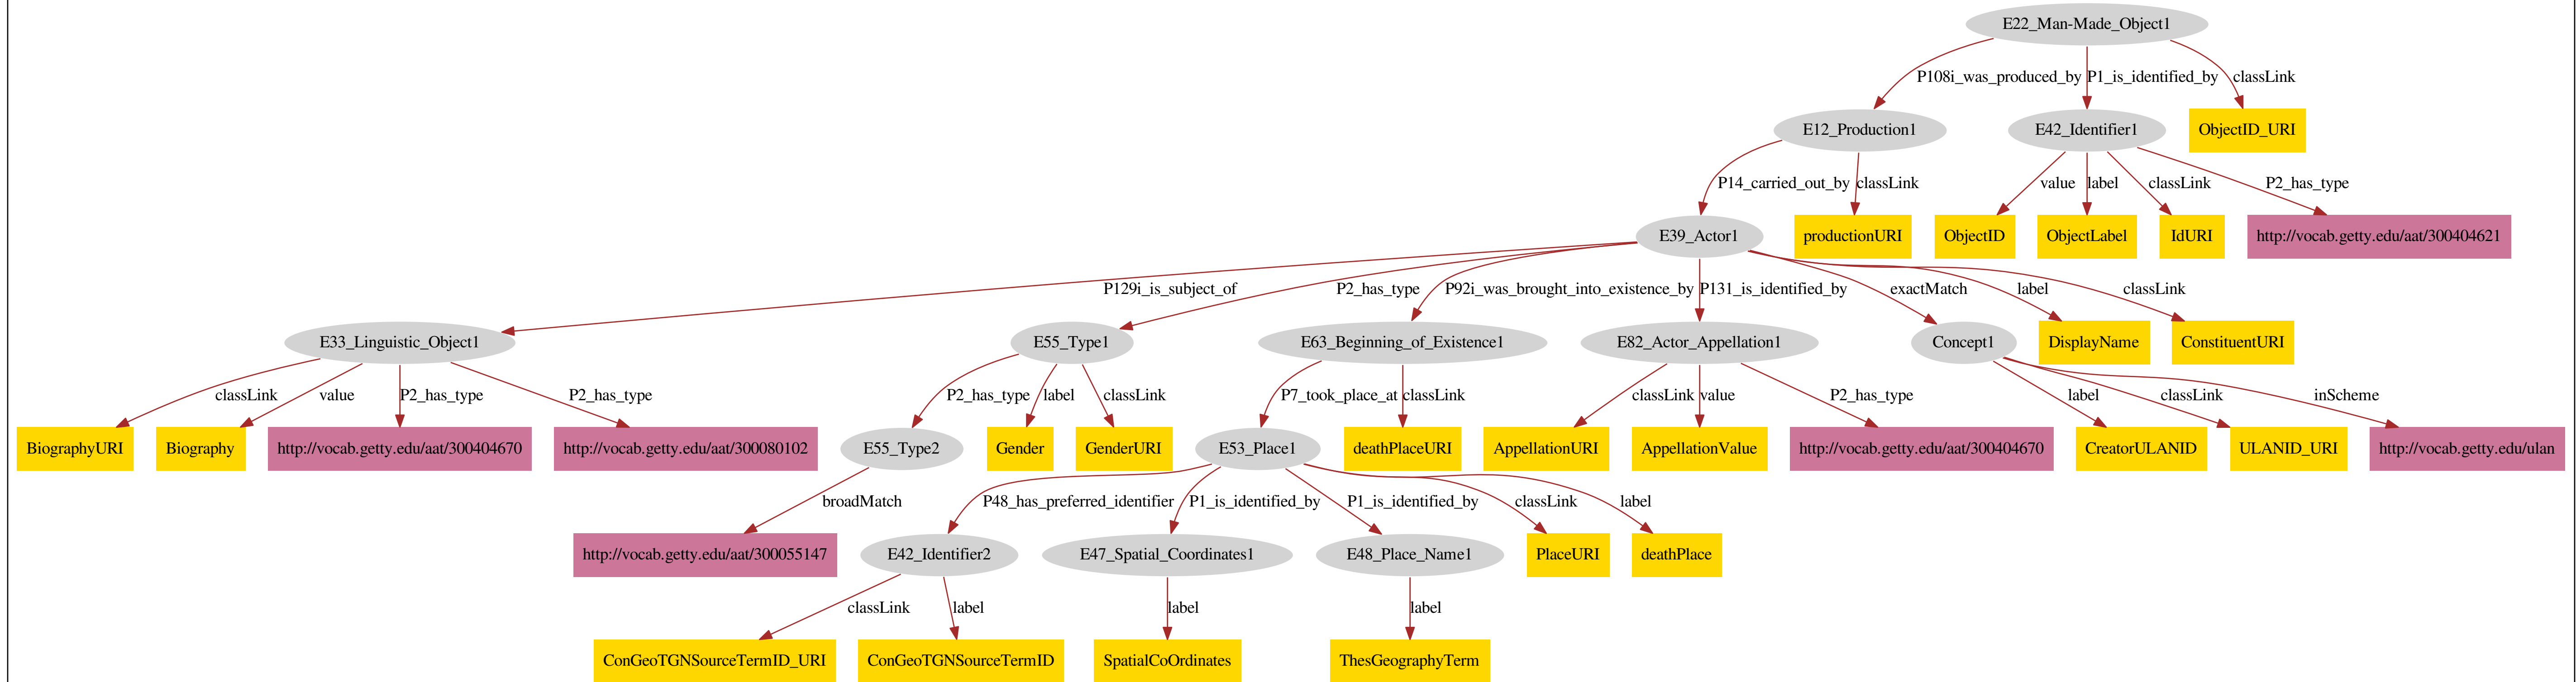 E22_Man-Made_Object1
P108i_was_produced_by
P1_is_identified_by
classLink
E12_Production1
E42_Identifier1
ObjectID_URI
P14_carried_out_by
classLink
value
label
classLink
P2_has_type
E39_Actor1
productionURI
ObjectID
ObjectLabel
IdURI
http://vocab.getty.edu/aat/300404621
P129i_is_subject_of
P2_has_type
P92i_was_brought_into_existence_by
P131_is_identified_by
exactMatch
label
classLink
E33_Linguistic_Object1
E55_Type1
E63_Beginning_of_Existence1
E82_Actor_Appellation1
Concept1
DisplayName
ConstituentURI
classLink
value
P2_has_type
P2_has_type
P2_has_type
label
classLink
P7_took_place_at
classLink
classLink
value
P2_has_type
label
classLink
inScheme
BiographyURI
Biography
http://vocab.getty.edu/aat/300404670
http://vocab.getty.edu/aat/300080102
E55_Type2
Gender
GenderURI
E53_Place1
deathPlaceURI
AppellationURI
AppellationValue
http://vocab.getty.edu/aat/300404670
CreatorULANID
ULANID_URI
http://vocab.getty.edu/ulan
broadMatch
P48_has_preferred_identifier
P1_is_identified_by
P1_is_identified_by
classLink
label
http://vocab.getty.edu/aat/300055147
E42_Identifier2
E47_Spatial_Coordinates1
E48_Place_Name1
PlaceURI
deathPlace
classLink
label
label
label
ConGeoTGNSourceTermID_URI
ConGeoTGNSourceTermID
SpatialCoOrdinates
ThesGeographyTerm